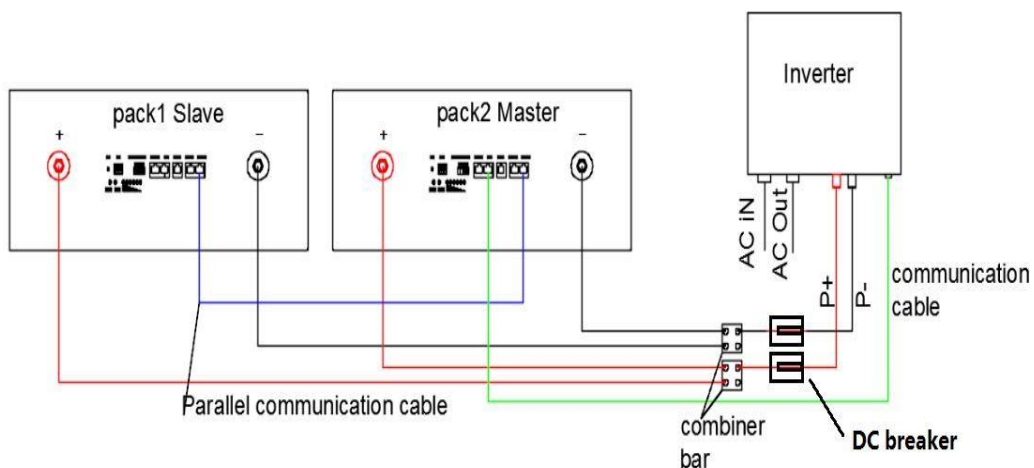 Inverter
pack1 Slave
pack2 Master
+
−
+
−
AC iN
AC Out
P+
P-
communication
cable
Parallel communication cable
combiner
bar
DC breaker